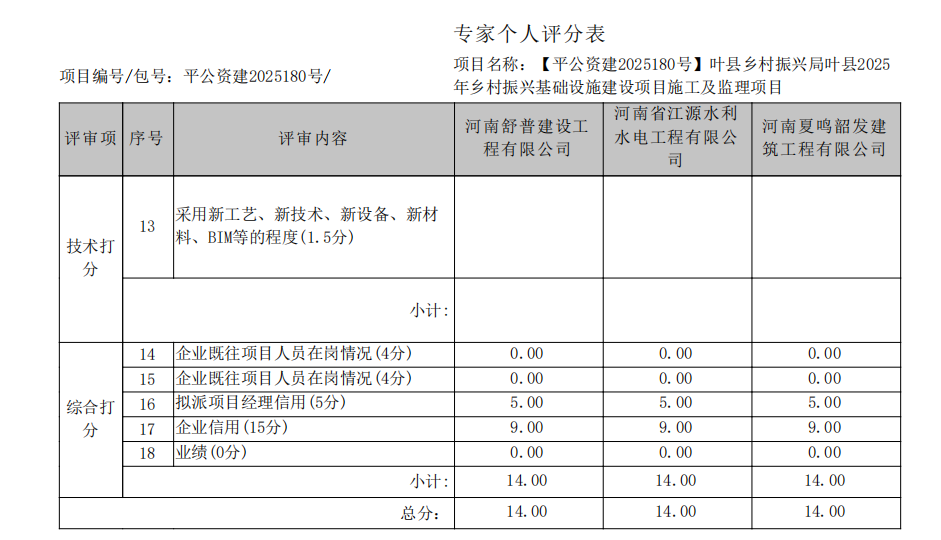 专家个人评分表
项目编号/包号：平公资建2025180号/
项目名称：【平公资建2025180号】叶县乡村振兴局叶县2025
年乡村振兴基础设施建设项目施工及监理项目
评审项 序号 评审内容 河南舒普建设工程有限公司 河南省江源水利水电工程有限公司 河南夏鸣韶发建筑工程有限公司
技术打分
13 采用新工艺、新技术、新设备、新材
料、BIM等的程度(1.5分)
小计:
综合打分
14 企业既往项目人员在岗情况(4分) 0.00 0.00 0.00
15 企业既往项目人员在岗情况(4分) 0.00 0.00 0.00
16 拟派项目经理信用(5分) 5.00 5.00 5.00
17 企业信用(15分) 9.00 9.00 9.00
18 业绩(0分) 0.00 0.00 0.00
小计: 14.00 14.00 14.00
总分: 14.00 14.00 14.00